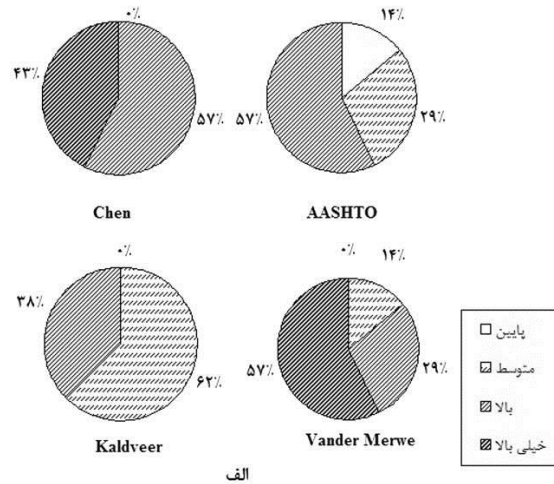 ۰٪
۴۳٪
۵۷٪
Chen
۱۴٪
۲۹٪
۵۷٪
AASHTO
۰٪
۳۸٪
۶۲٪
Kaldveer
۰٪
۱۴٪
۲۹٪
۵۷٪
Vander Merwe
پایین
متوسط
بالا
خیلی بالا
الف